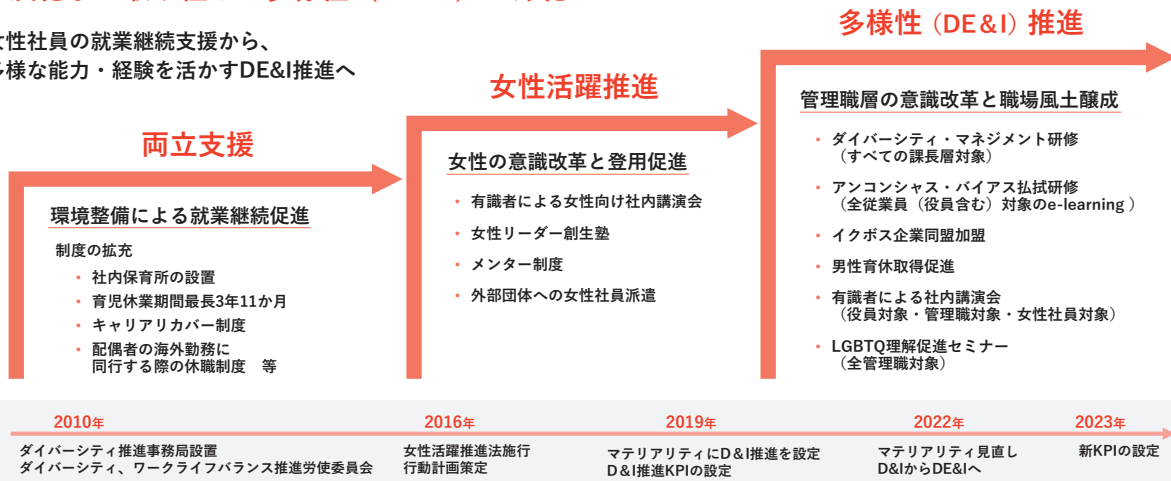 性社員の就業継続支援から、
様な能力・経験を活かすDE&I推進へ
両立支援
環境整備による就業継続促進
制度の拡充
• 社内保育所の設置
• 育児休業期間最長3年11か月
• キャリアリカバー制度
• 配偶者の海外勤務に
同行する際の休職制度 等
女性活躍推進
女性の意識改革と登用促進
• 有識者による女性向け社内講演会
• 女性リーダー創生塾
• メンター制度
• 外部団体への女性社員派遣
多様性(DE&I)推進
管理職層の意識改革と職場風土醸成
• ダイバーシティ・マネジメント研修
(すべての課長層対象)
• アンコンシャス・バイアス払拭研修
(全従業員(役員含む)対象のe-learning )
• イクボス企業同盟加盟
• 男性育休取得促進
• 有識者による社内講演会
(役員対象・管理職対象・女性社員対象)
• LGBTQ理解促進セミナー
(全管理職対象)
2010年
ダイバーシティ推進事務局設置
ダイバーシティ、ワークライフバランス推進労使委員会
2016年
女性活躍推進法施行
行動計画策定
2019年
マテリアリティにD&I推進を設定
D&I推進KPIの設定
2022年
マテリアリティ見直し
D&IからDE&Iへ
2023年
新KPIの設定